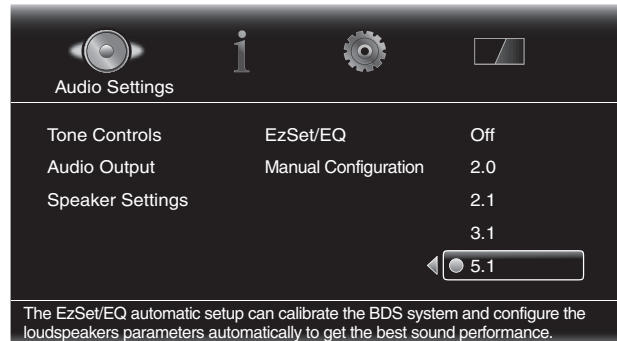 Audio Settings
Tone Controls EzSet/EQ Off
Audio Output Manual Configuration 2.0
Speaker Settings 2.1
3.1
5.1
The EzSet/EQ automatic setup can calibrate the BDS system and configure the
loudspeakers parameters automatically to get the best sound performance.